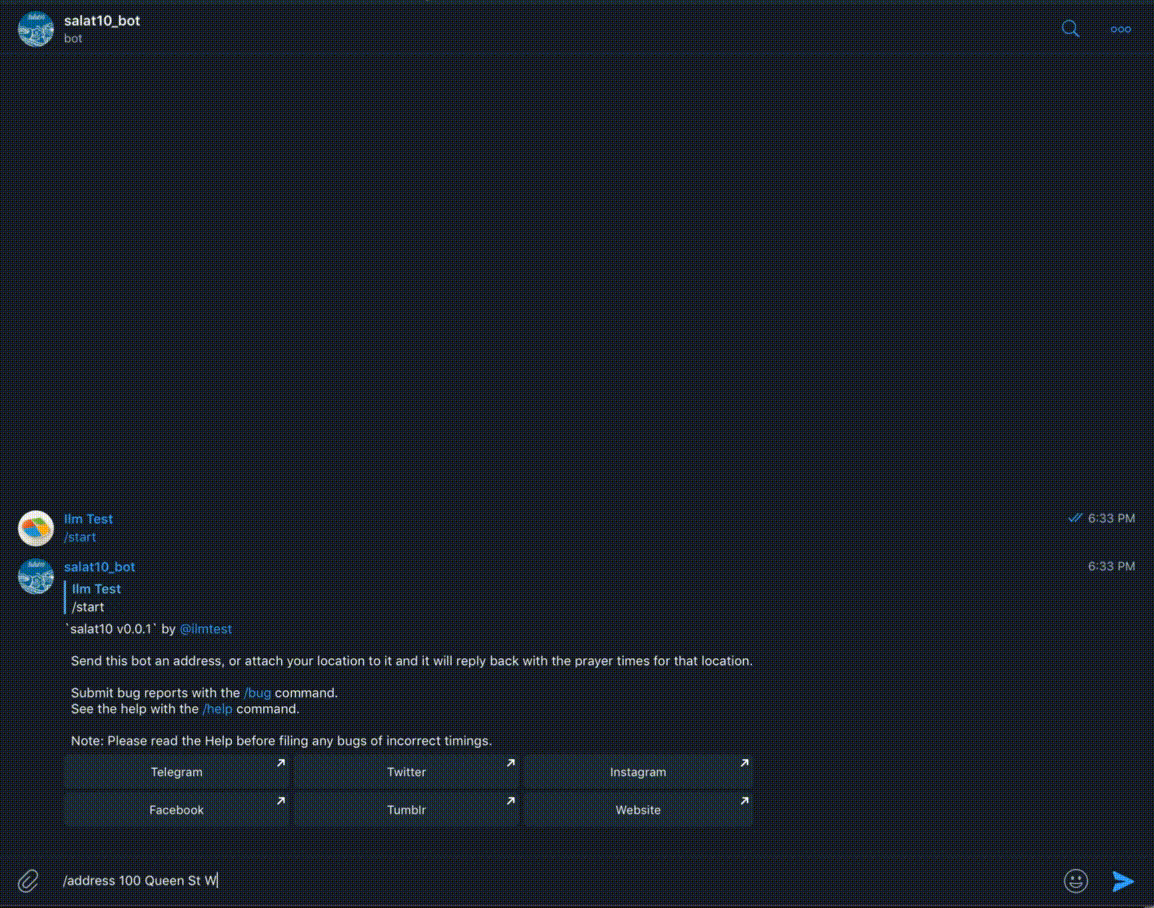 salat10_bot
bot
Ilm Test
6:33 PM
/start
salat10_bot
6:33 PM
Ilm Test
/start
`salat10 v0.0.1` by @ilmtest
Send this bot an address, or attach your location to it and it will reply back with the prayer times for that location.
Submit bug reports with the /bug command.
See the help with the /help command.
Note: Please read the Help before filing any bugs of incorrect timings.
Telegram Twitter Instagram
Facebook Tumblr Website
/address 100 Queen St W